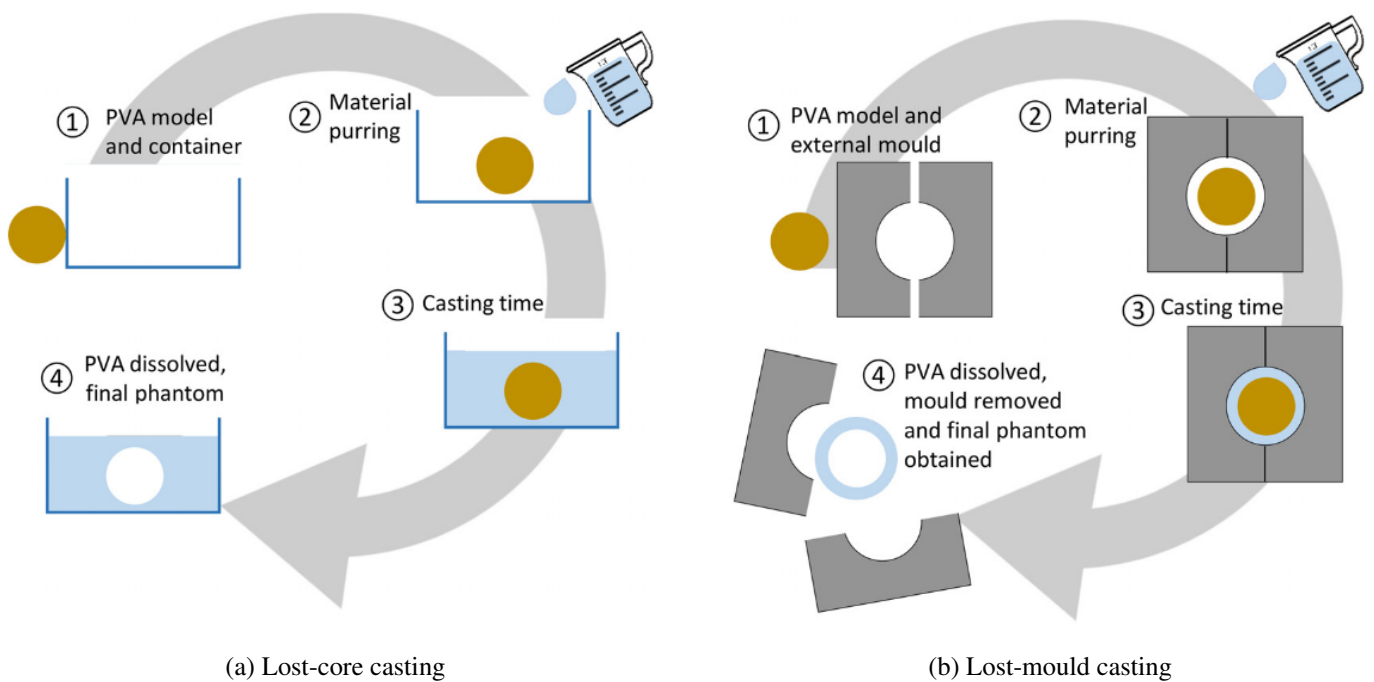 ① PVA model
and container
② Material
purring
③ Casting time
④ PVA dissolved,
final phantom
(a) Lost-core casting
① PVA model and
external mould
② Material
purring
③ Casting time
④ PVA dissolved,
mould removed
and final phantom
obtained
(b) Lost-mould casting